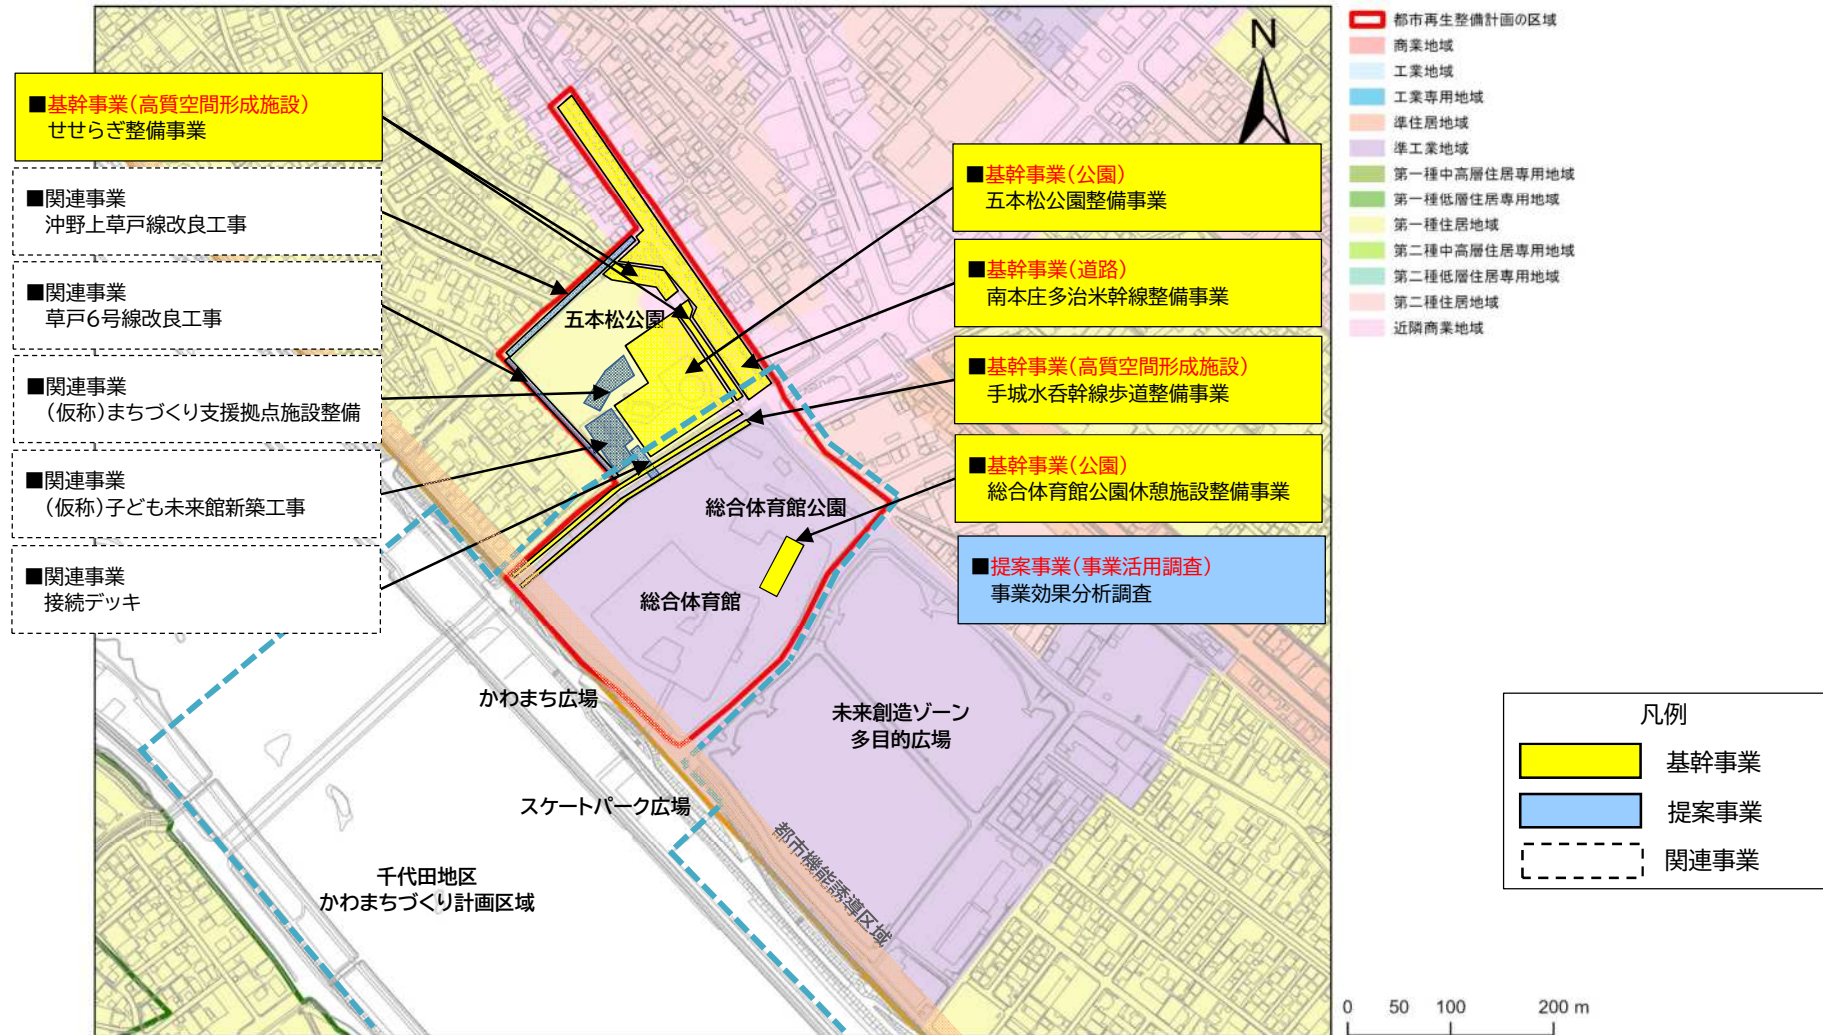 ■基幹事業(高質空間形成施設)
せせらぎ整備事業
■関連事業
沖野上草戸線改良工事
■関連事業
草戸6号線改良工事
■関連事業
(仮称)まちづくり支援拠点施設整備
■関連事業
(仮称)子ども未来館新築工事
■関連事業
接続デッキ
N
■基幹事業(公園)
五本松公園整備事業
■基幹事業(道路)
南本庄多治米幹線整備事業
■基幹事業(高質空間形成施設)
手城水呑幹線歩道整備事業
■基幹事業(公園)
総合体育館公園休憩施設整備事業
■提案事業(事業活用調査)
事業効果分析調査
五本松公園
総合体育館公園
総合体育館
かわまち広場
未来創造ゾーン
多目的広場
スケートパーク広場
都市機能誘導区域
千代田地区
かわまちづくり計画区域
都市再生整備計画の区域
商業地域
工業地域
工業専用地域
準住居地域
準工業地域
第一種中高層住居専用地域
第一種低層住居専用地域
第一種住居地域
第二種中高層住居専用地域
第二種低層住居専用地域
第二種住居地域
近隣商業地域
凡例
基幹事業
提案事業
関連事業
0 50 100 200 m